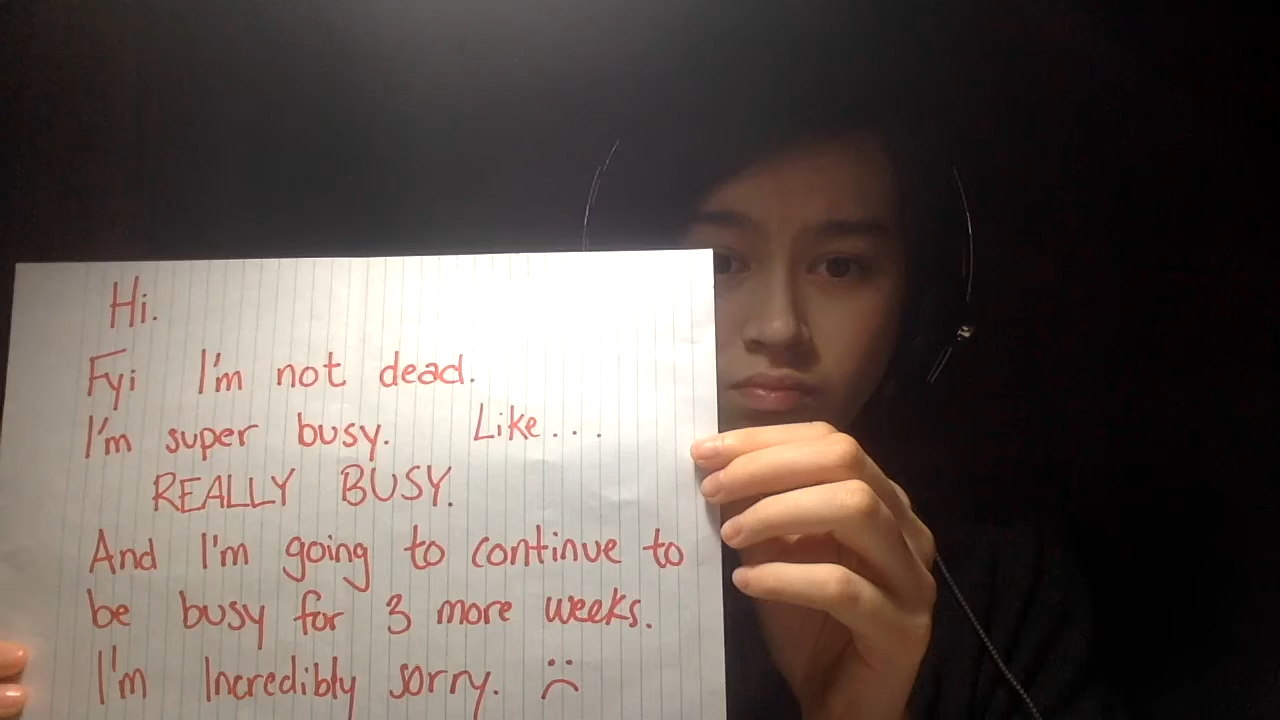 Hi.
Fyi I'm not dead.
I'm super busy. Like...
REALLY BUSY.
And I'm going to continue to
be busy for 3 more weeks.
I'm Incredibly sorry. :(